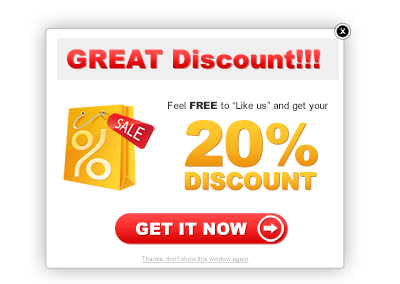 X
GREAT Discount!!!
Feel FREE to “Like us” and get your
20%
DISCOUNT
SALE
%
GET IT NOW
Thanks, don't show this window again